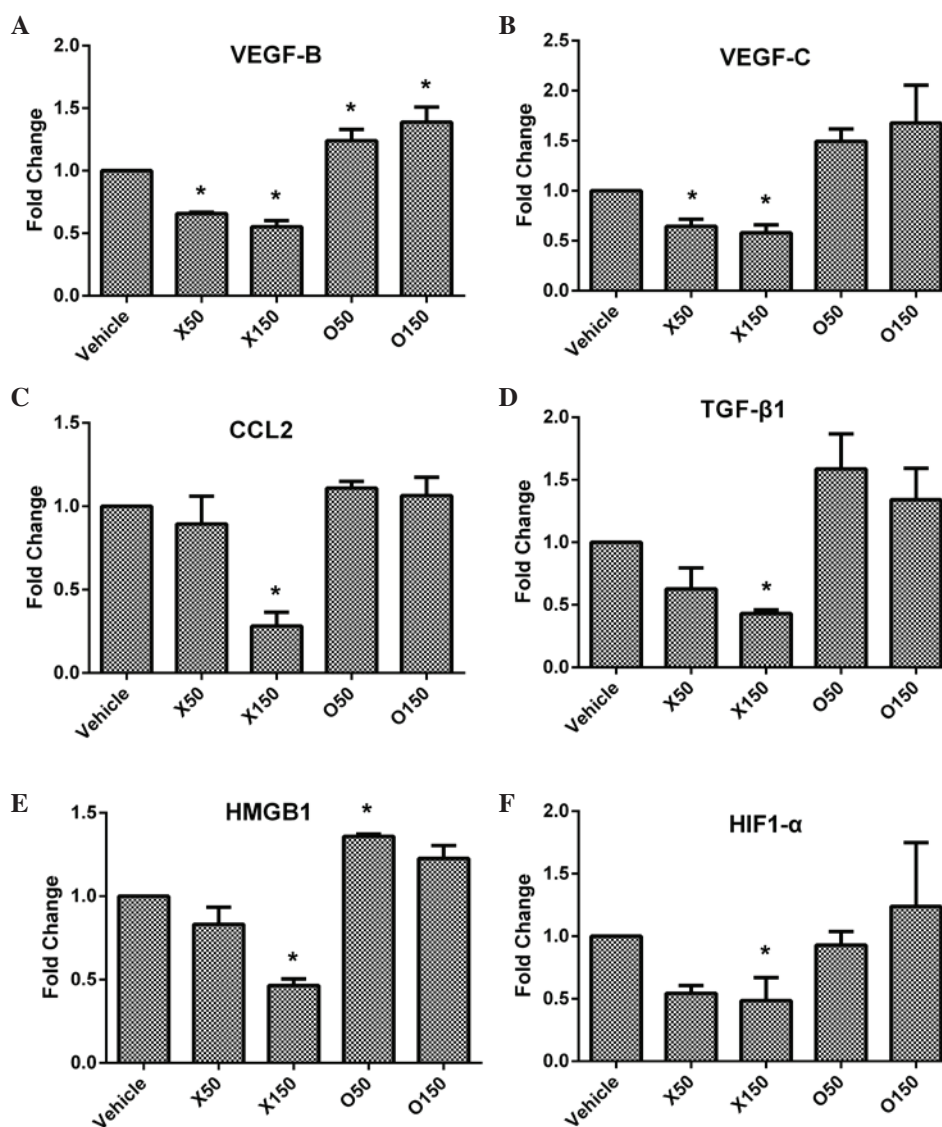 A
VEGF-B
Fold Change
2.0
1.5
1.0
0.5
0.0
*
*
*
*
Vehicle
X50
X150
O50
O150
B
VEGF-C
Fold Change
2.5
2.0
1.5
1.0
0.5
0.0
*
*
Vehicle
X50
X150
O50
O150
C
CCL2
Fold Change
1.5
1.0
0.5
0.0
*
Vehicle
X50
X150
O50
O150
D
TGF-β1
Fold Change
2.0
1.5
1.0
0.5
0.0
*
Vehicle
X50
X150
O50
O150
E
HMGB1
Fold Change
1.5
1.0
0.5
0.0
*
*
Vehicle
X50
X150
O50
O150
F
HIF1-α
Fold Change
2.0
1.5
1.0
0.5
0.0
*
Vehicle
X50
X150
O50
O150